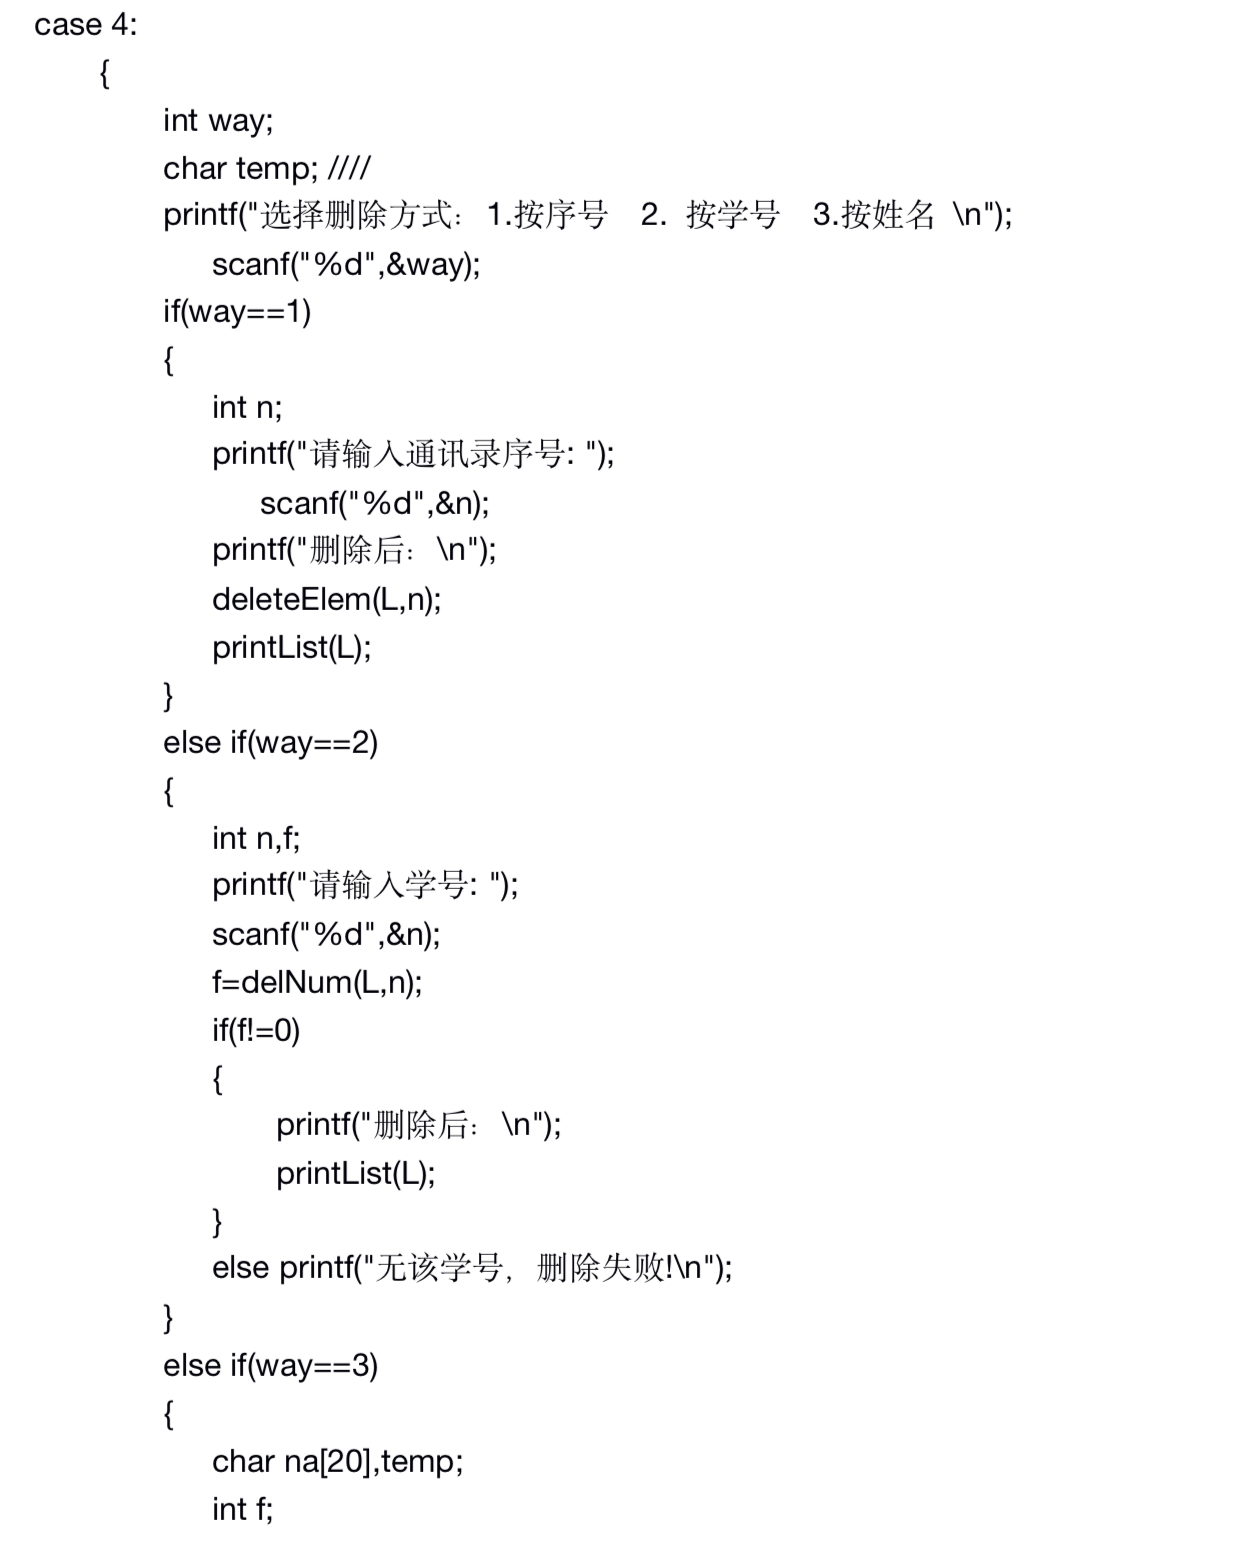 case 4:
{
int way;
char temp; ////
printf("选择删除方式：1.按序号  2. 按学号  3.按姓名 \n");
scanf("%d",&way);
if(way==1)
{
int n;
printf("请输入通讯录序号: ");
scanf("%d",&n);
printf("删除后：\n");
deleteElem(L,n);
printList(L);
}
else if(way==2)
{
int n,f;
printf("请输入学号: ");
scanf("%d",&n);
f=delNum(L,n);
if(f!=0)
{
printf("删除后：\n");
printList(L);
}
else printf("无该学号，删除失败!\n");
}
else if(way==3)
{
char na[20],temp;
int f;